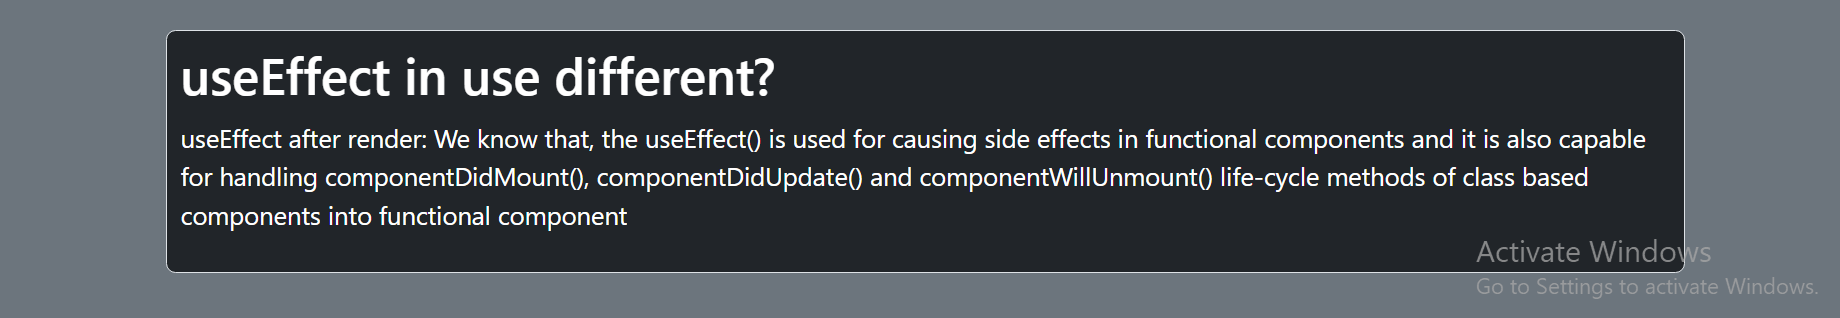 useEffect in use different?
useEffect after render: We know that, the useEffect() is used for causing side effects in functional components and it is also capable
for handling componentDidMount(), componentDidUpdate() and componentWillUnmount() life-cycle methods of class based
components into functional component
Activate Windows
Go to Settings to activate Windows.